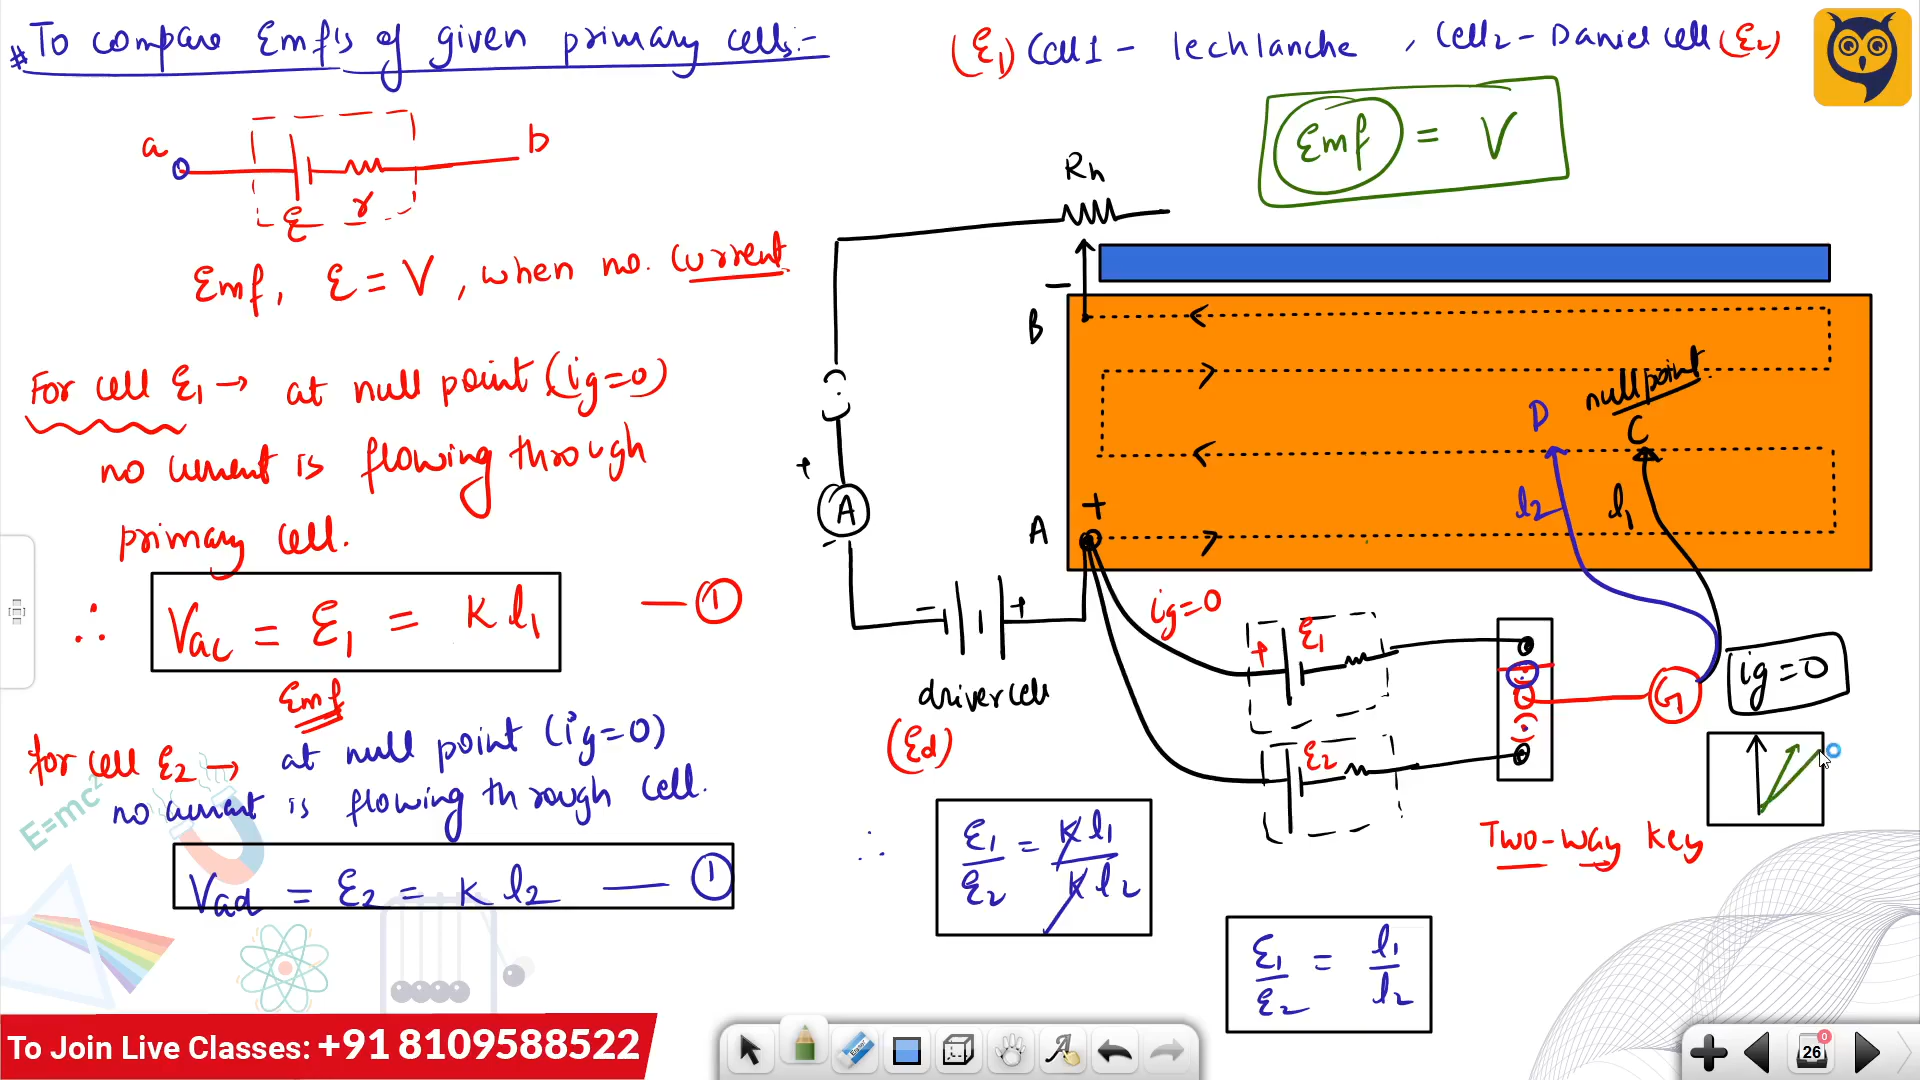 # To compare Emf's of given primary cells:-
(ε1) Cell 1 - lechlanche , Cell2 - Daniel cell (ε2)
Emf = V
a
b
ε r
Emf, ε = V, when no. current
Rh
-
B
null point
D
C
l2
l1
+
A
+
A
-
- +
driver cell
(εd)
For cell ε1 → at null point (ig=0)
no current is flowing through
primary cell.
∴ Vac = ε1 = K l1 — ①
Emf
for cell ε2 → at null point (ig=0)
no current is flowing through cell.
Vad = ε2 = K l2 — ①
E=mc²
ig=0
+ ε1
ε2
G
ig=0
Two-way key
∴ ε1/ε2 = K l1/K l2
ε1/ε2 = l1/l2
To Join Live Classes: +91 8109588522
Eraser
A
26
0